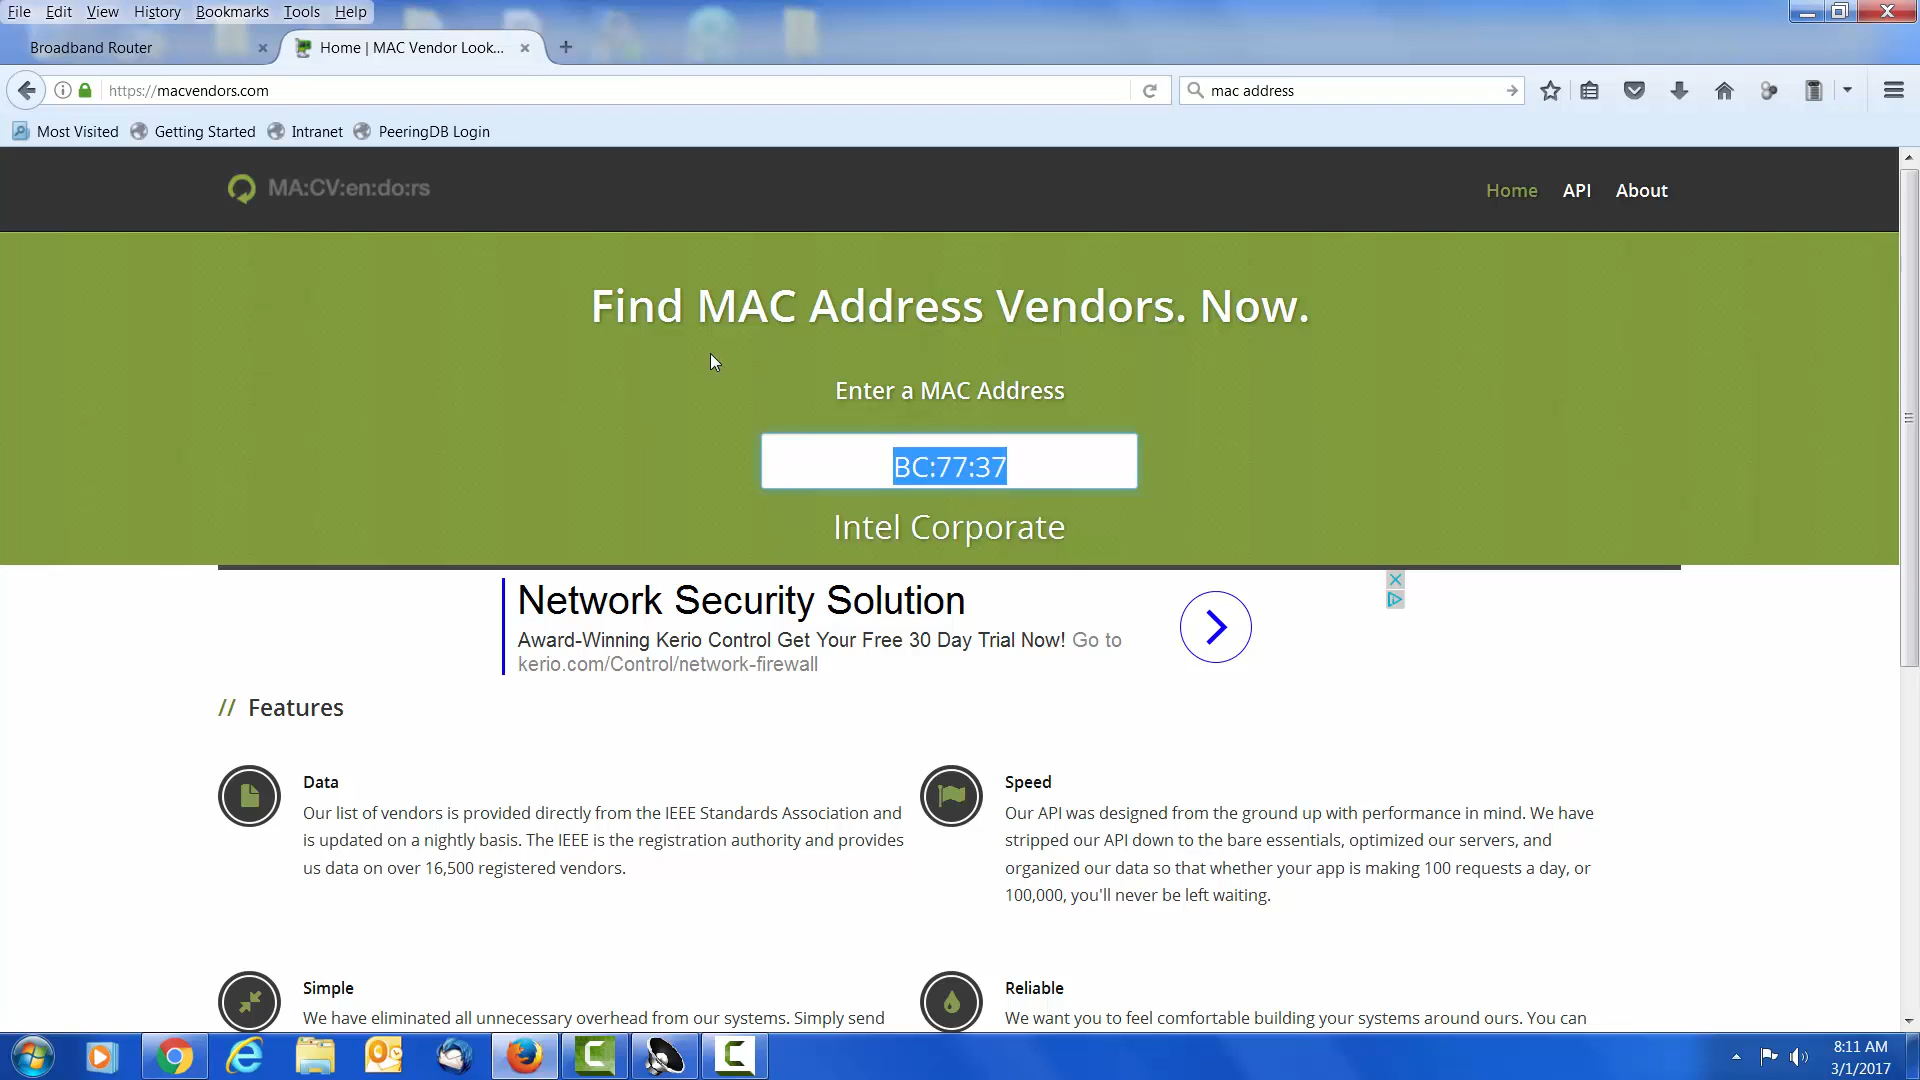 File Edit View History Bookmarks Tools Help
Broadband Router
Home | MAC Vendor Look...
https://macvendors.com
mac address
Most Visited Getting Started Intranet PeeringDB Login
MA:CV:en:do:rs
Home API About
Find MAC Address Vendors. Now.
Enter a MAC Address
BC:77:37
Intel Corporate
Network Security Solution
Award-Winning Kerio Control Get Your Free 30 Day Trial Now! Go to
kerio.com/Control/network-firewall
// Features
Data
Our list of vendors is provided directly from the IEEE Standards Association and
is updated on a nightly basis. The IEEE is the registration authority and provides
us data on over 16,500 registered vendors.
Speed
Our API was designed from the ground up with performance in mind. We have
stripped our API down to the bare essentials, optimized our servers, and
organized our data so that whether your app is making 100 requests a day, or
100,000, you'll never be left waiting.
Simple
We have eliminated all unnecessary overhead from our systems. Simply send
Reliable
We want you to feel comfortable building your systems around ours. You can
8:11 AM
3/1/2017